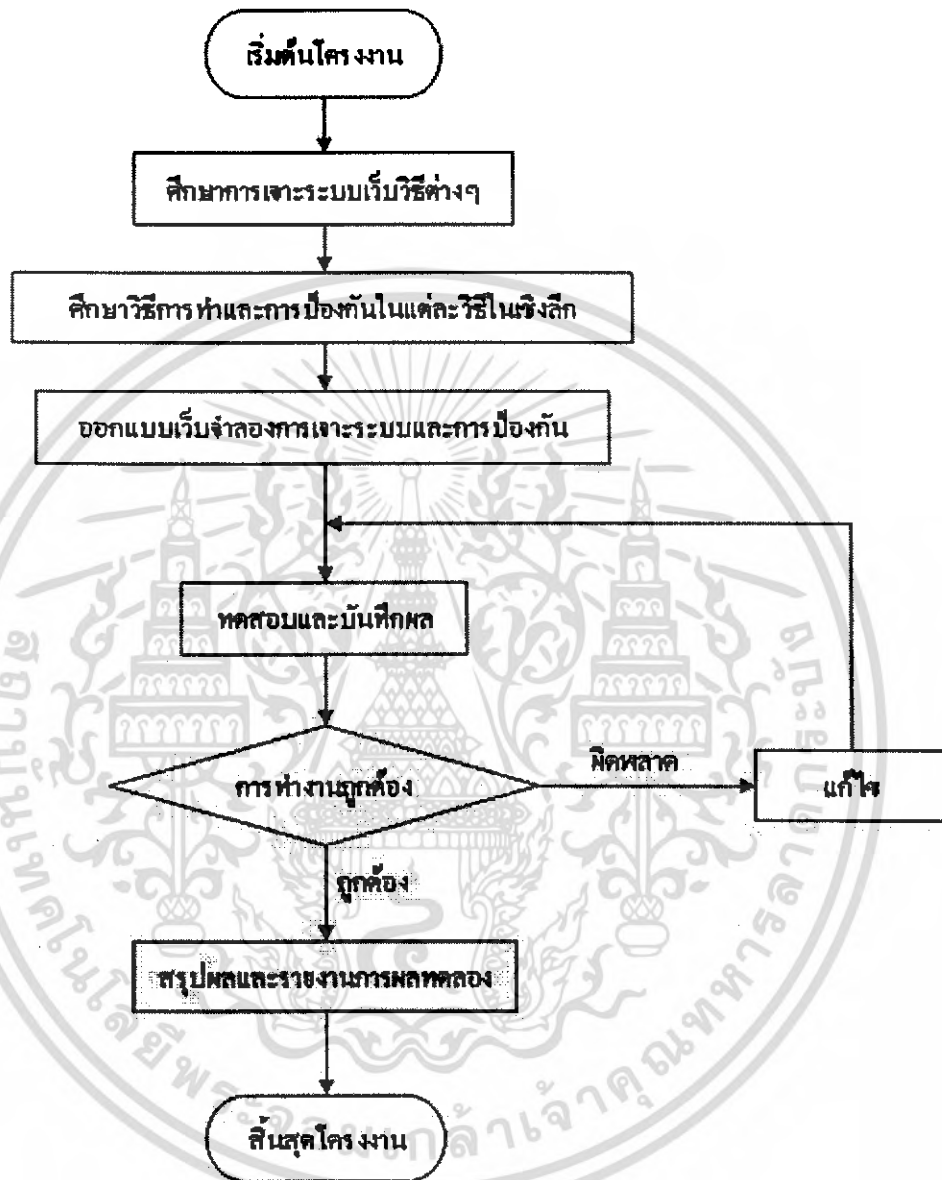 เริ่มต้นโครงงาน
ศึกษาการเจาะระบบเว็บวิธีต่างๆ
ศึกษาวิธีการทำและการป้องกันในแต่ละวิธีในเชิงลึก
ออกแบบเว็บจำลองการเจาะระบบและการป้องกัน
ทดสอบและบันทึกผล
การทำงานถูกต้อง
ผิดพลาด
แก้ไข
ถูกต้อง
สรุปผลและรายงานการผลทดลอง
สิ้นสุดโครงงาน